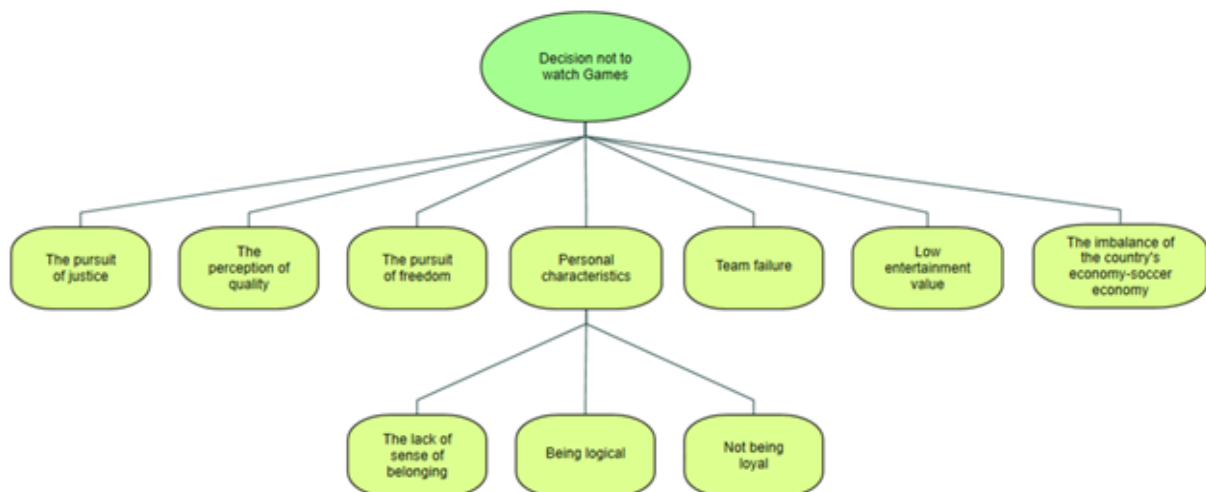 Decision not to
watch Games
The pursuit
of justice
The
perception of
quality
The pursuit
of freedom
Personal
characteristics
Team failure
Low
entertainment
value
The imbalance of
the country's
economy-soccer
economy
The lack of
sense of
belonging
Being logical
Not being
loyal